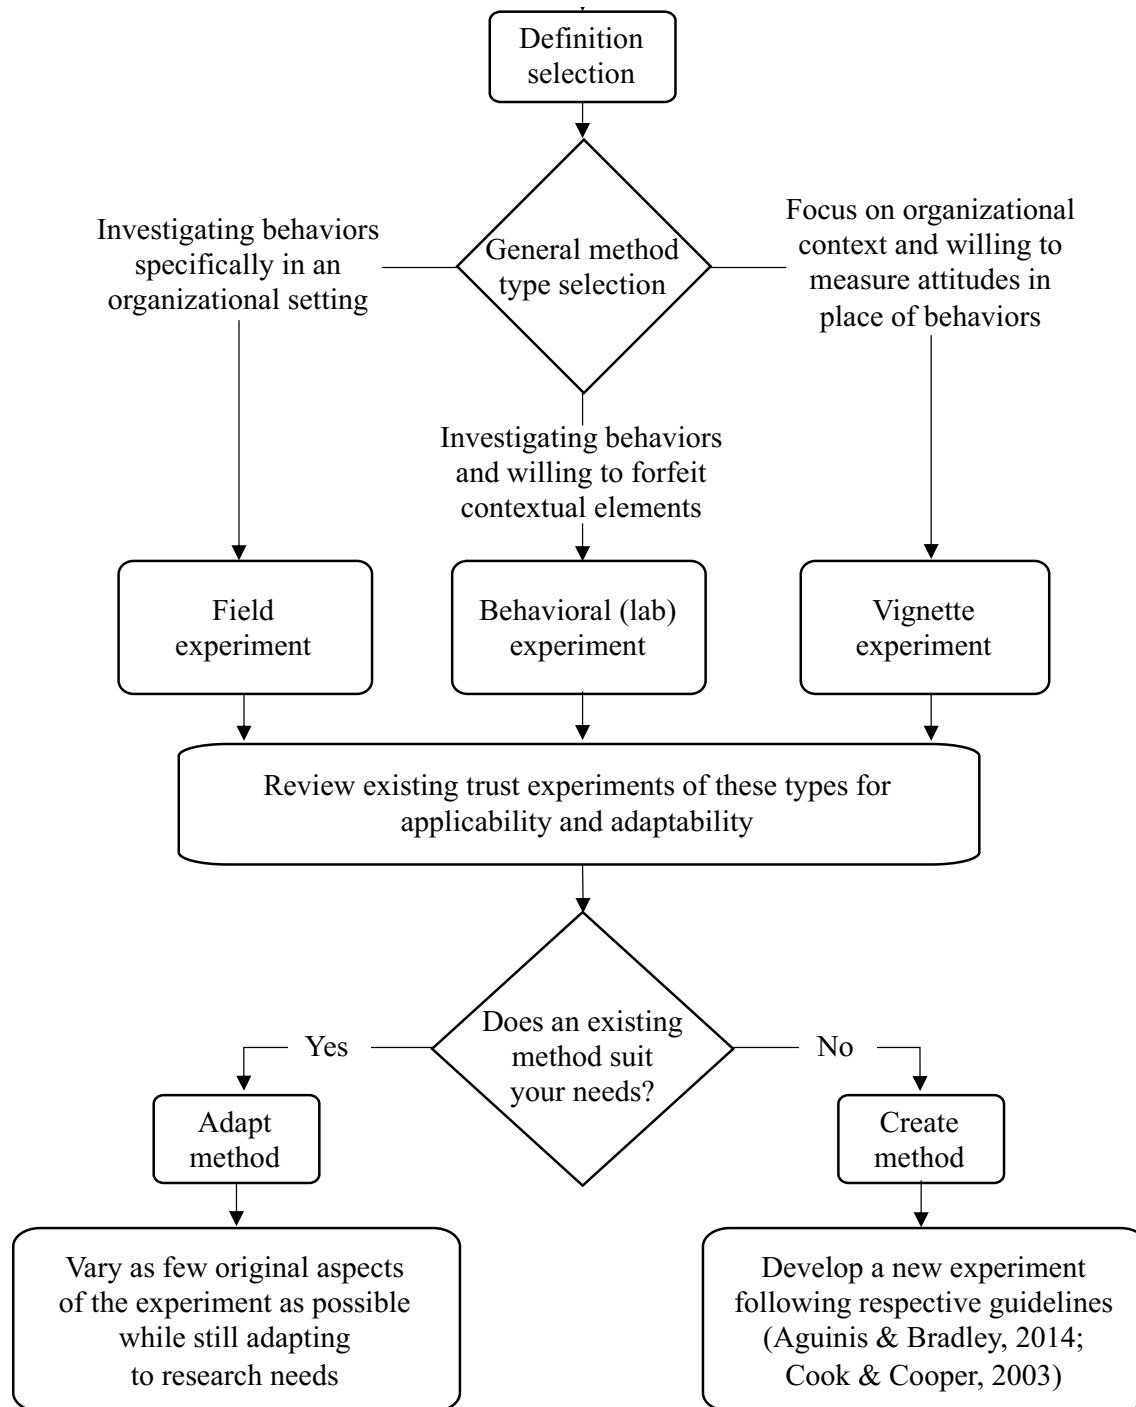 Definition
selection
General method
type selection
Investigating behaviors
specifically in an
organizational setting
Focus on organizational
context and willing to
measure attitudes in
place of behaviors
Investigating behaviors
and willing to forfeit
contextual elements
Field
experiment
Behavioral (lab)
experiment
Vignette
experiment
Review existing trust experiments of these types for
applicability and adaptability
Does an existing
method suit
your needs?
Yes
No
Adapt
method
Create
method
Vary as few original aspects
of the experiment as possible
while still adapting
to research needs
Develop a new experiment
following respective guidelines
(Aguinis & Bradley, 2014;
Cook & Cooper, 2003)